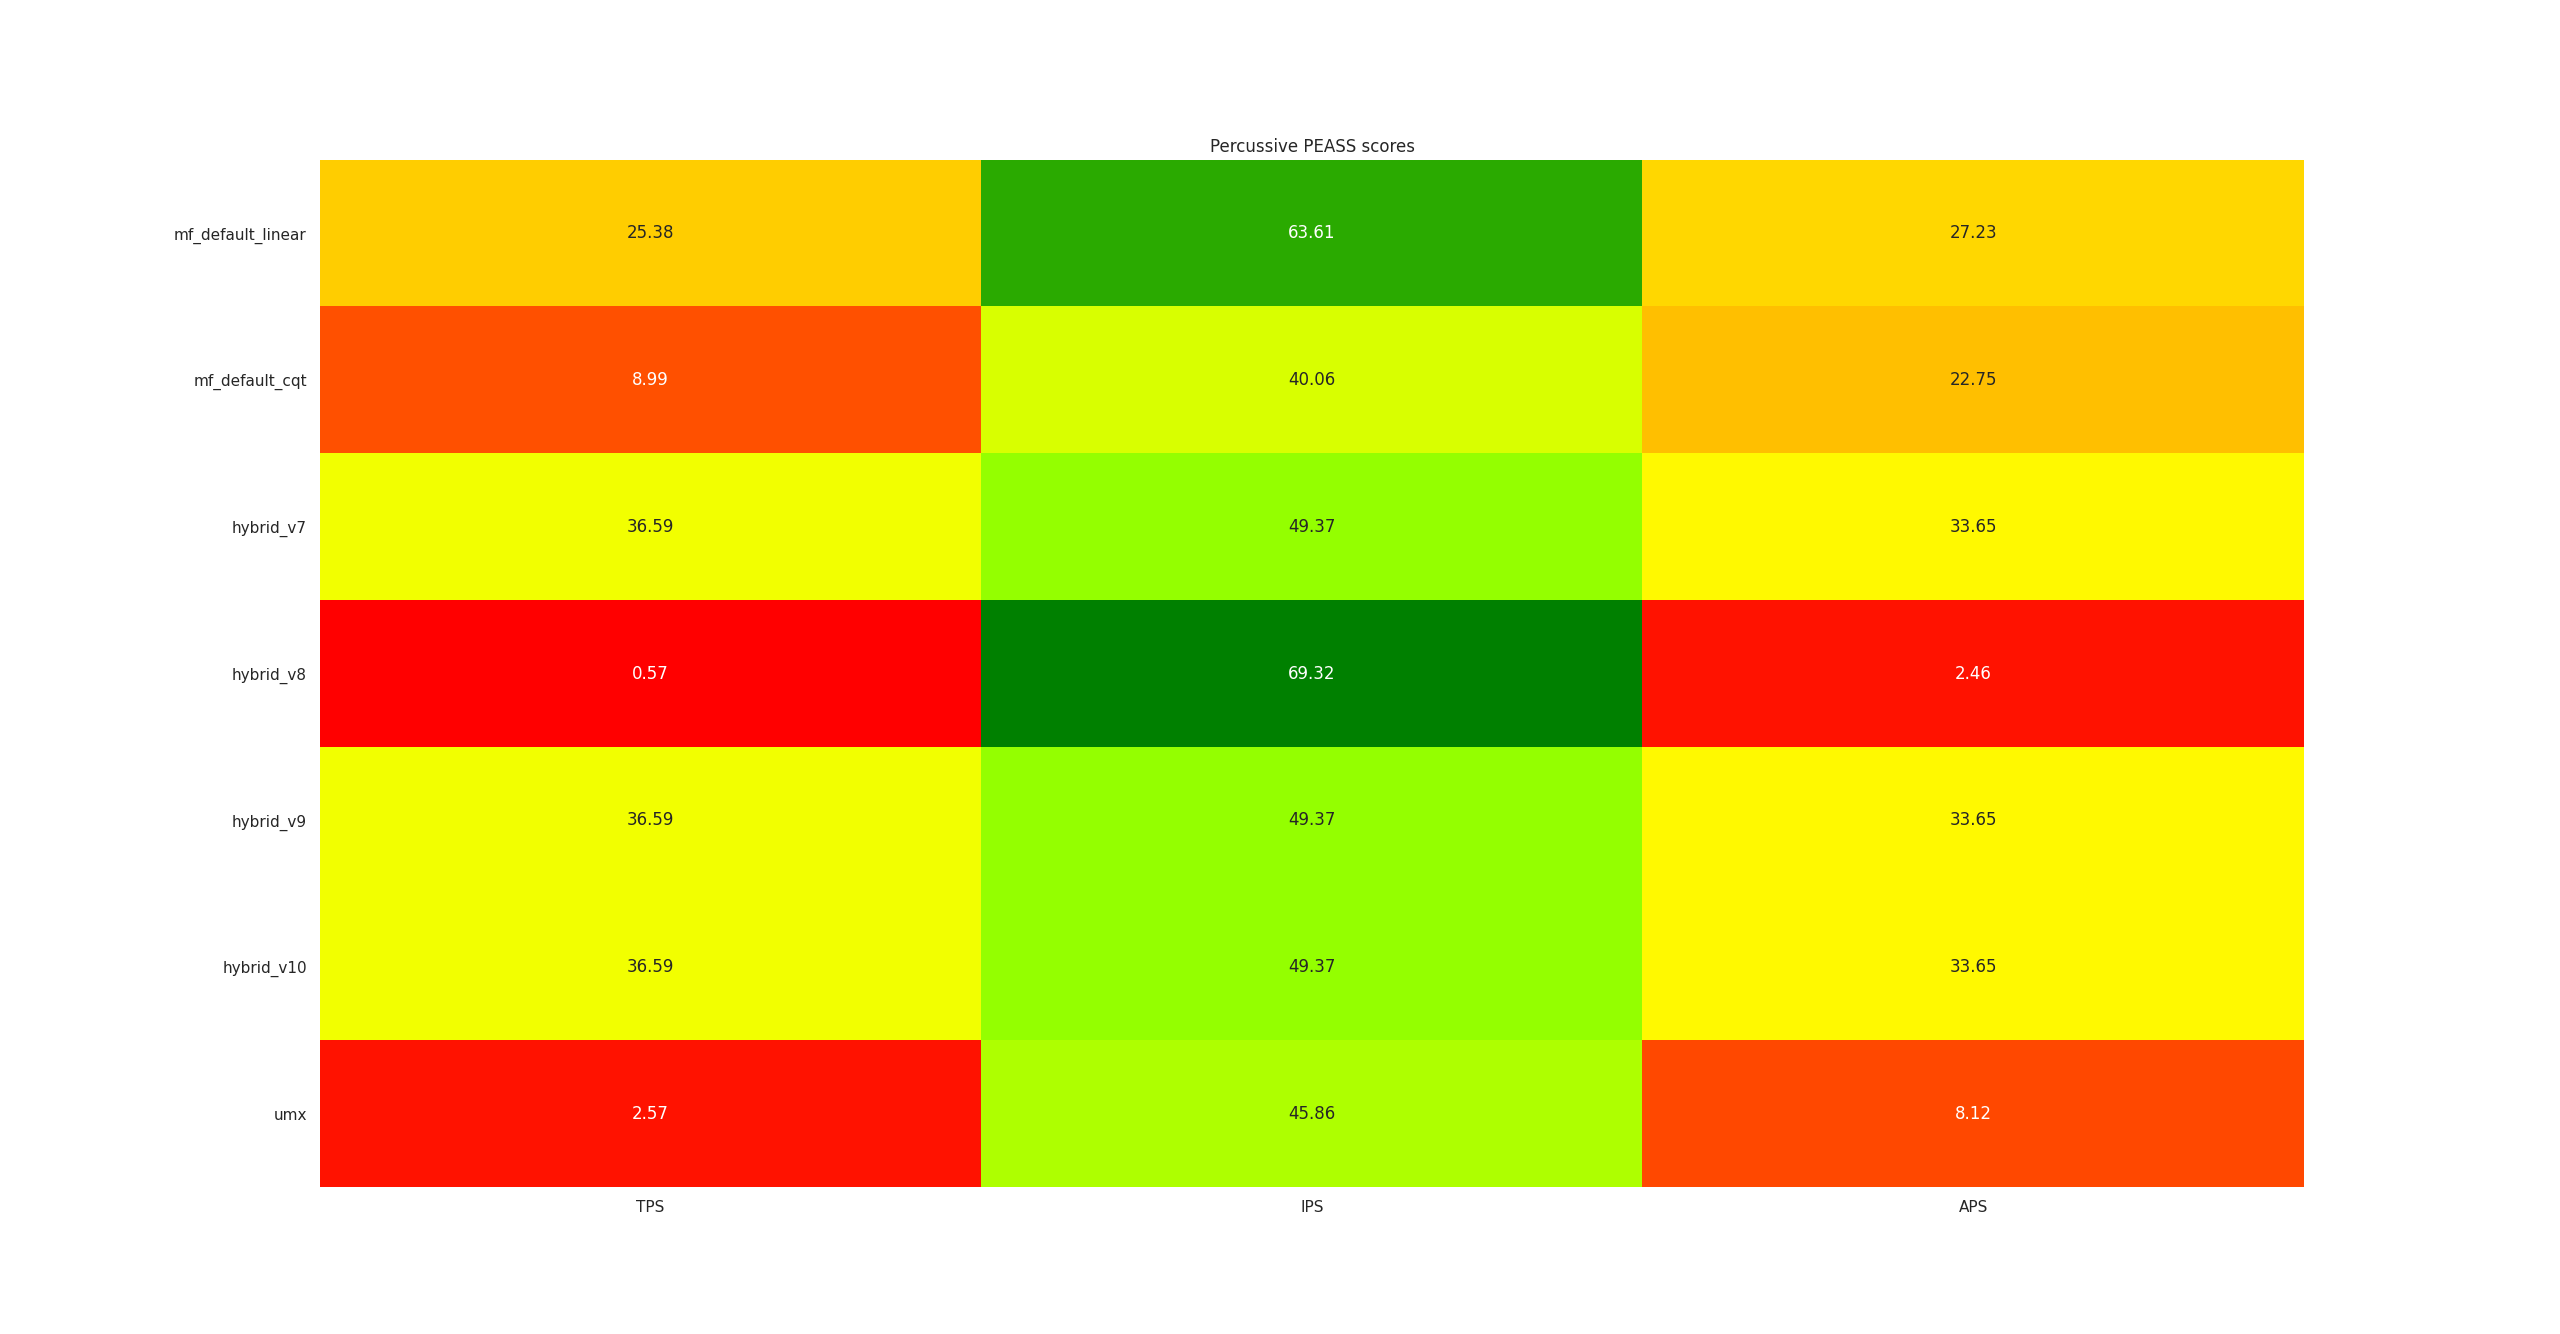 Percussive PEASS scores
mf_default_linear 25.38 63.61 27.23
mf_default_cqt 8.99 40.06 22.75
hybrid_v7 36.59 49.37 33.65
hybrid_v8 0.57 69.32 2.46
hybrid_v9 36.59 49.37 33.65
hybrid_v10 36.59 49.37 33.65
umx 2.57 45.86 8.12
TPS IPS APS